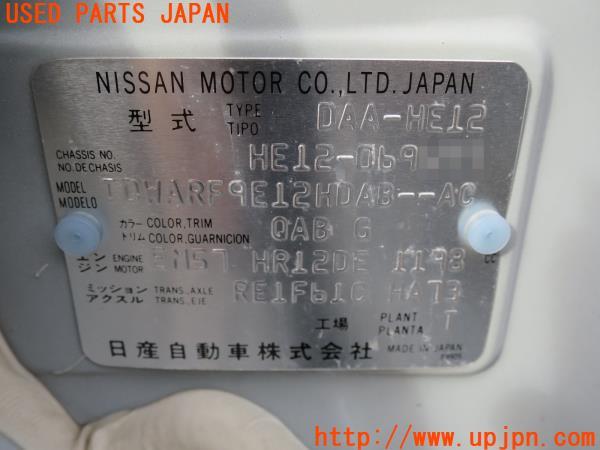 USED PARTS JAPAN
NISSAN MOTOR CO.,LTD.JAPAN
型式 TYPE TIPO DAA-HE12
CHASSIS NO. NO.DE CHASIS HE12-069
MODEL MODELO FE12HDAB--AC
カラー COLOR,TRIM
トリム COLOR,GUARNICION QAB G
エンジン ENGINE MOTOR EM57 HR12DE 1198 CC
ミッション TRANS.,AXLE
アクスル TRANS.,EJE RE1F61C HA73
工場 PLANT PLANTA T
日産自動車株式会社 MADE IN JAPAN
http://www.upjpn.com